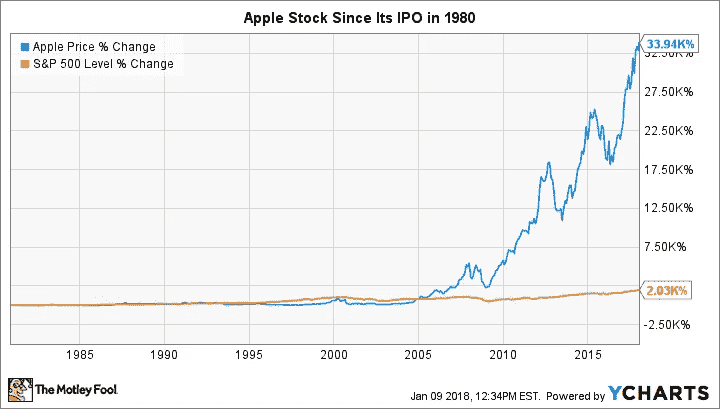 Apple Stock Since Its IPO in 1980
Apple Price % Change
S&P 500 Level % Change
33.94K%
32.50K%
27.50K%
22.50K%
17.50K%
12.50K%
7.50K%
2.03K%
-2.50K%
1985 1990 1995 2000 2005 2010 2015
The Motley Fool.
Jan 09 2018, 12:34PM EST. Powered by YCHARTS